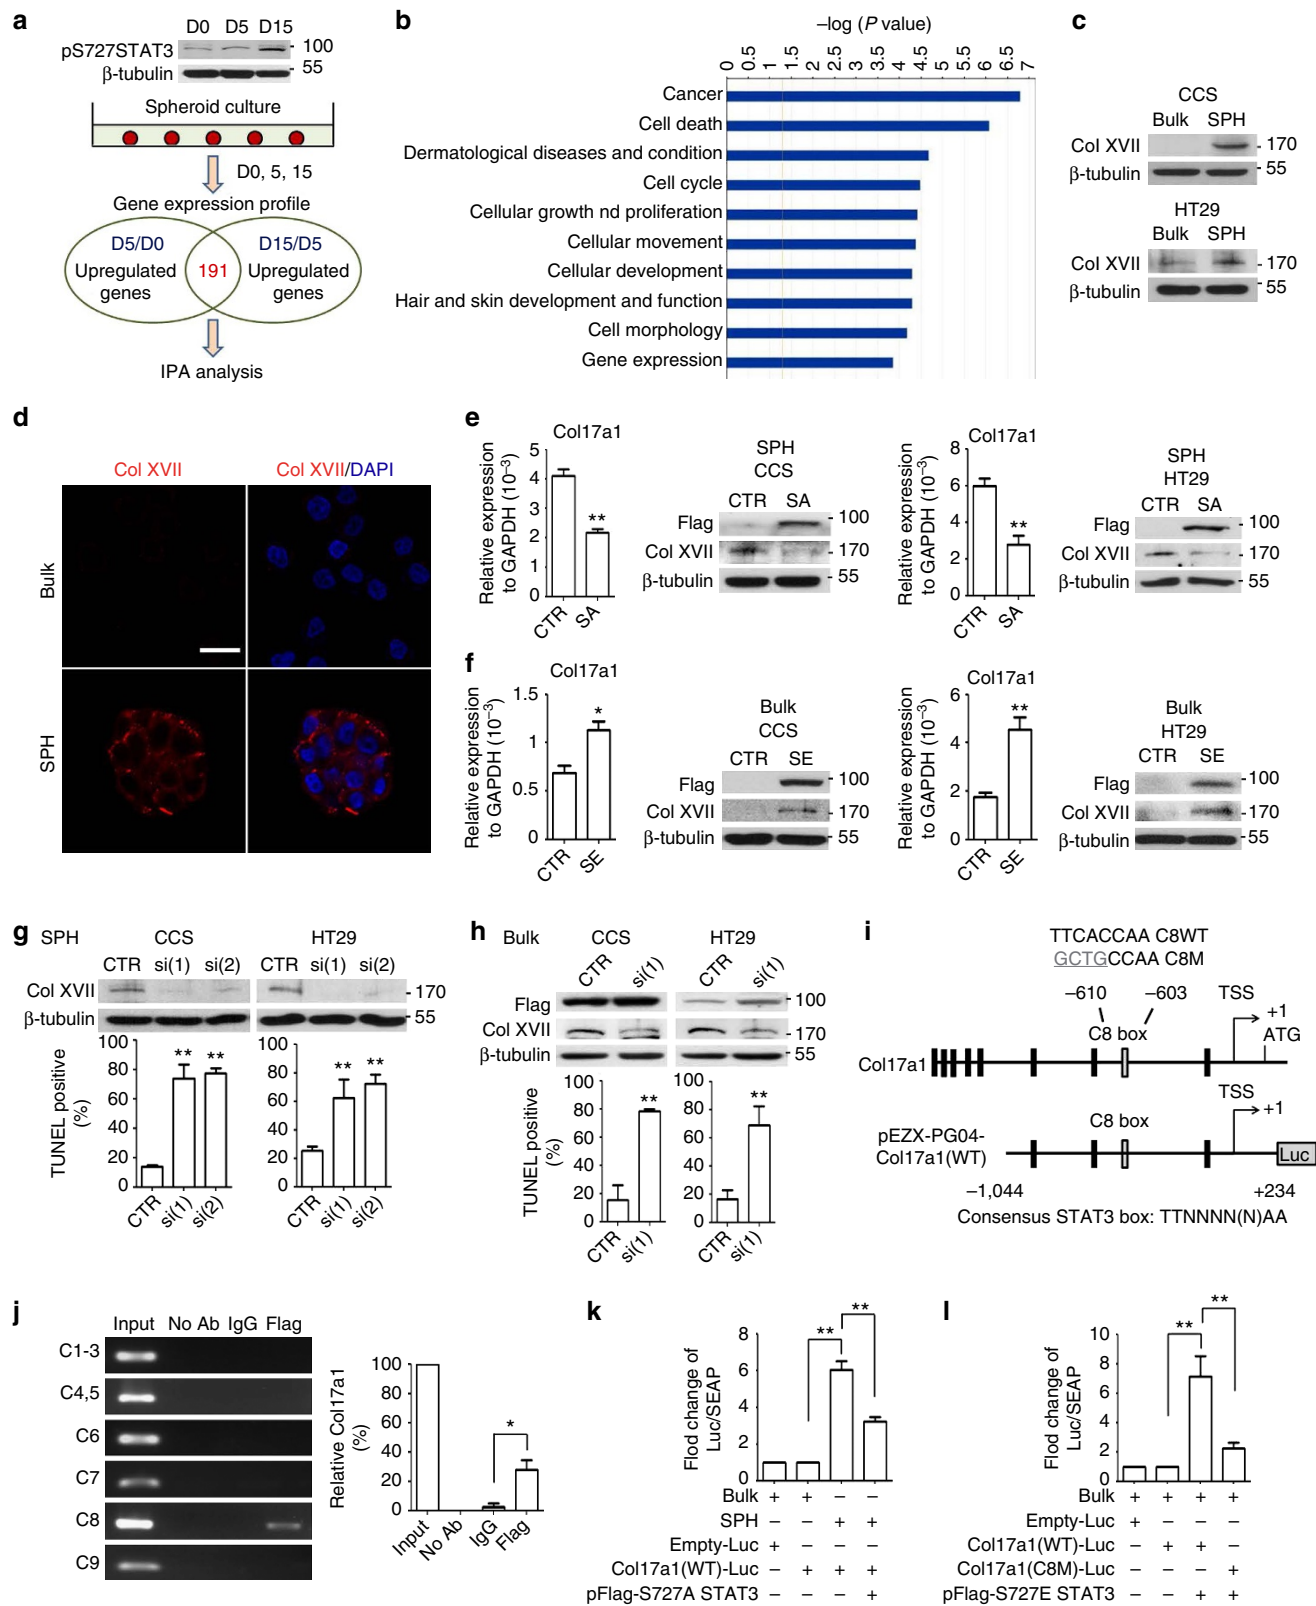 a
D0 D5 D15
pS727STAT3
100
β-tubulin
55
Spheroid culture
D0, 5, 15
Gene expression profile
D5/D0
Upregulated genes
191
D15/D5
Upregulated genes
IPA analysis
b
–log (P value)
0 0.5 1 1.5 2 2.5 3 3.5 4 4.5 5 5.5 6 6.5 7
Cancer
Cell death
Dermatological diseases and condition
Cell cycle
Cellular growth nd proliferation
Cellular movement
Cellular development
Hair and skin development and function
Cell morphology
Gene expression
c
CCS
Bulk SPH
Col XVII 170
β-tubulin 55
HT29
Bulk SPH
Col XVII 170
β-tubulin 55
d
Col XVII
Col XVII/DAPI
Bulk
SPH
e
Col17a1
Relative expression to GAPDH (10–3)
5
4
3
2
1
0
**
CTR SA
SPH
CCS
CTR SA
Flag 100
Col XVII 170
β-tubulin 55
Col17a1
Relative expression to GAPDH (10–3)
8
6
4
2
0
**
CTR SA
SPH
HT29
CTR SA
Flag 100
Col XVII 170
β-tubulin 55
f
Col17a1
Relative expression to GAPDH (10–3)
1.5
1
0.5
0
*
CTR SE
Bulk
CCS
CTR SE
Flag 100
Col XVII 170
β-tubulin 55
Col17a1
Relative expression to GAPDH (10–3)
6
4
2
0
**
CTR SE
Bulk
HT29
CTR SE
Flag 100
Col XVII 170
β-tubulin 55
g
SPH CCS HT29
CTR si(1) si(2) CTR si(1) si(2)
Col XVII 170
β-tubulin 55
TUNEL positive (%)
100
80
60
40
20
0
** **
CTR si(1) si(2)
100
80
60
40
20
0
** **
CTR si(1) si(2)
h
Bulk CCS HT29
CTR si(1) CTR si(1)
Flag 100
Col XVII 170
β-tubulin 55
TUNEL positive (%)
100
80
60
40
20
0
**
CTR si(1)
100
80
60
40
20
0
**
CTR si(1)
i
TTCACCAA C8WT
GCTGCCAA C8M
–610 –603 TSS
+1
C8 box
ATG
Col17a1
TSS
+1
C8 box
pEZX-PG04-
Col17a1(WT)
Luc
–1,044 +234
Consensus STAT3 box: TTNNNN(N)AA
j
Input No Ab IgG Flag
C1-3
C4,5
C6
C7
C8
C9
Relative Col17a1 (%)
100
80
60
40
20
0
*
Input No Ab IgG Flag
k
Flod change of Luc/SEAP
8
6
4
2
0
** **
Bulk + + – –
SPH – – + +
Empty-Luc + – – –
Col17a1(WT)-Luc – + + +
pFlag-S727A STAT3 – – – +
l
Flod change of Luc/SEAP
10
8
6
4
2
0
** **
Bulk + + + +
Empty-Luc + – – –
Col17a1(WT)-Luc – + + –
Col17a1(C8M)-Luc – – – +
pFlag-S727E STAT3 – – + +